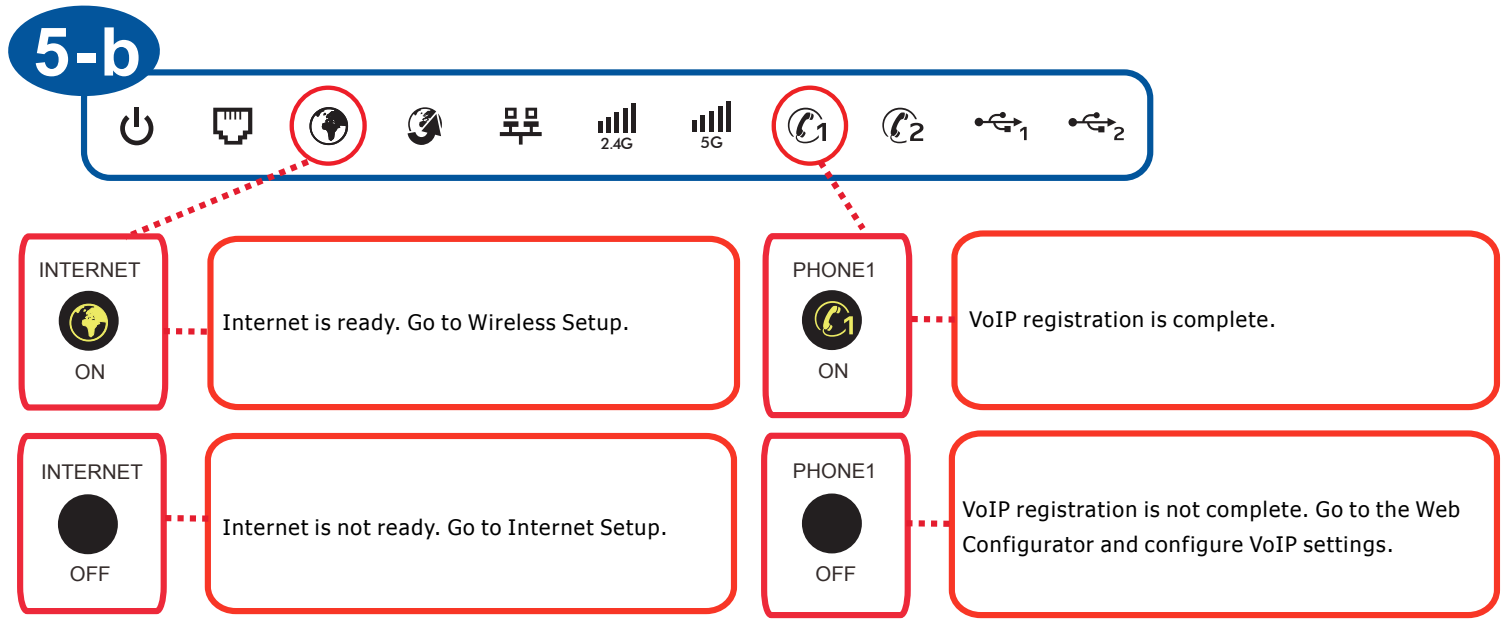 5-b
2.4G
5G
1
2
1
2
INTERNET
ON
Internet is ready. Go to Wireless Setup.
PHONE1
1
ON
VoIP registration is complete.
INTERNET
OFF
Internet is not ready. Go to Internet Setup.
PHONE1
OFF
VoIP registration is not complete. Go to the Web
Configurator and configure VoIP settings.